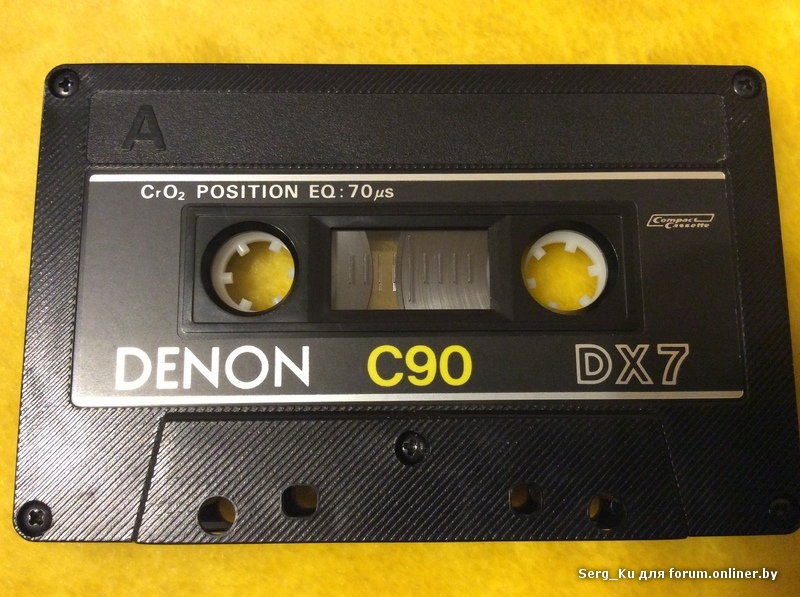 A
CrO₂ POSITION EQ: 70μs
Compact
Cassette
DENON C90 DX7
Serg_Ku для forum.onliner.by